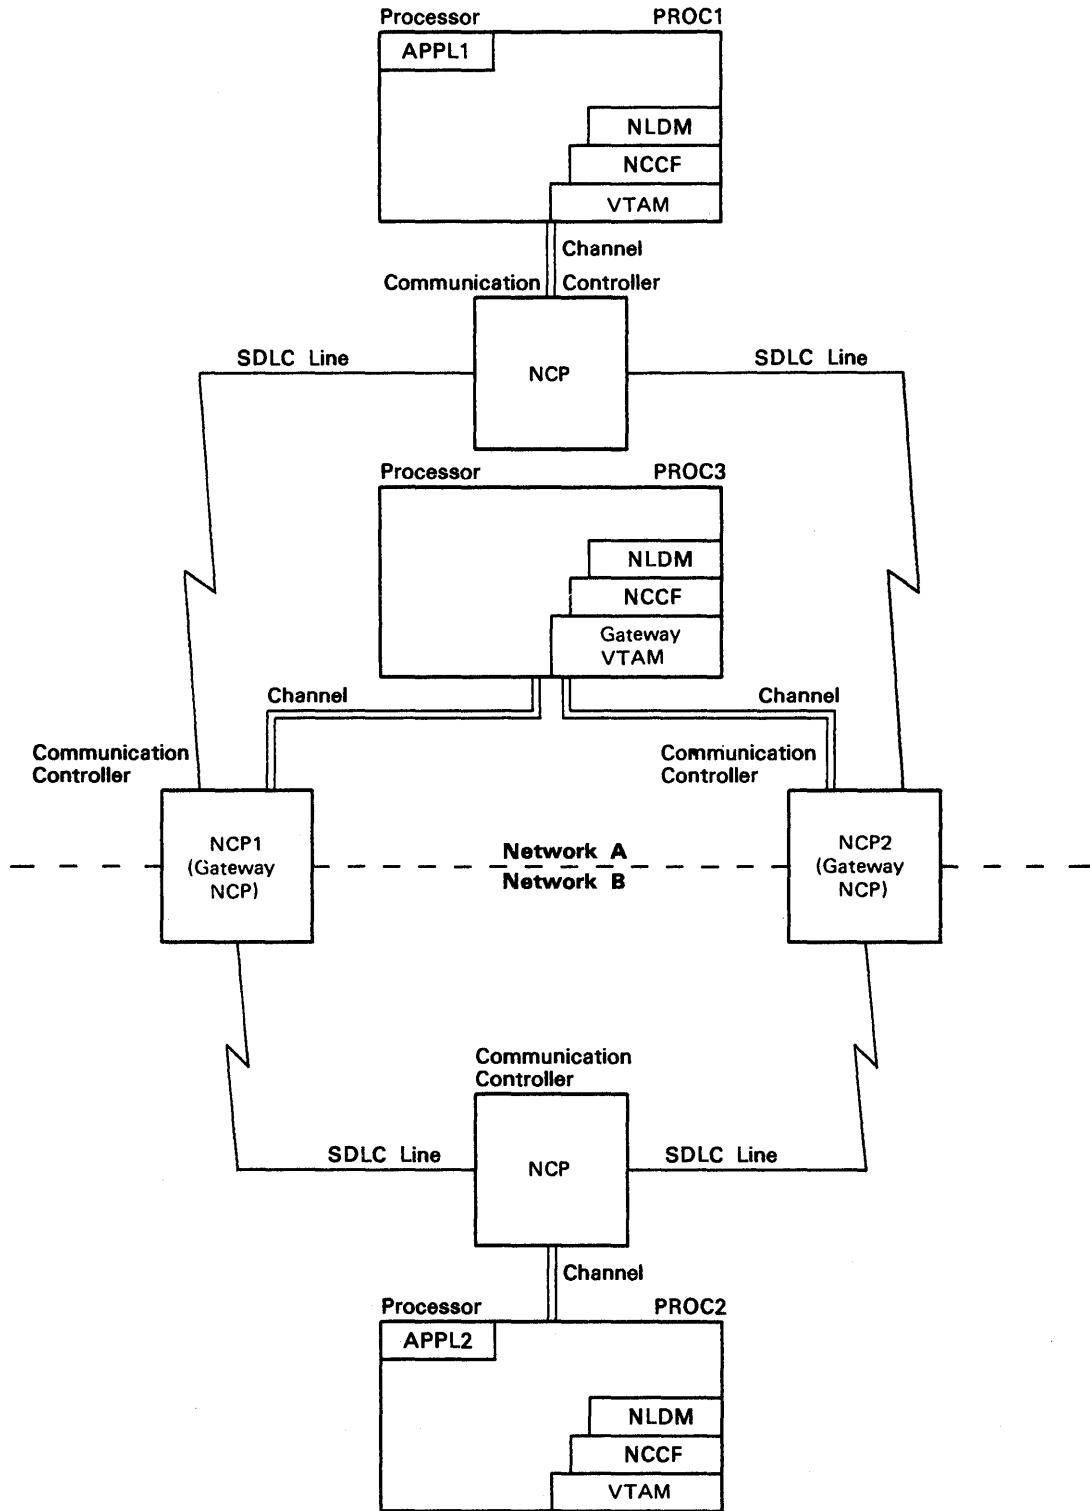 Processor PROC1
APPL1
NLDM
NCCF
VTAM
Channel
Communication Controller
SDLC Line
SDLC Line
NCP
Processor PROC3
NLDM
NCCF
Gateway
VTAM
Channel
Channel
Communication
Controller
Communication
Controller
NCP1
(Gateway
NCP)
Network A
Network B
NCP2
(Gateway
NCP)
Communication
Controller
SDLC Line
NCP
SDLC Line
Channel
Processor PROC2
APPL2
NLDM
NCCF
VTAM